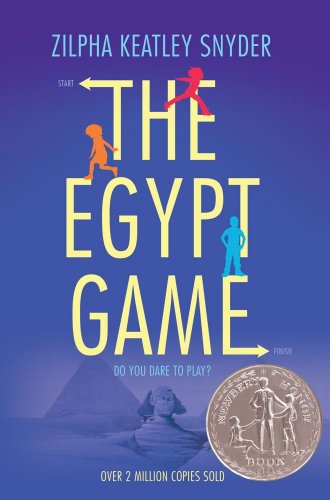 ZILPHA KEATLEY SNYDER
START
THE
EGYPT
GAME
FINISH
DO YOU DARE TO PLAY?
NEWBERY HONOR
BOOK
OVER 2 MILLION COPIES SOLD